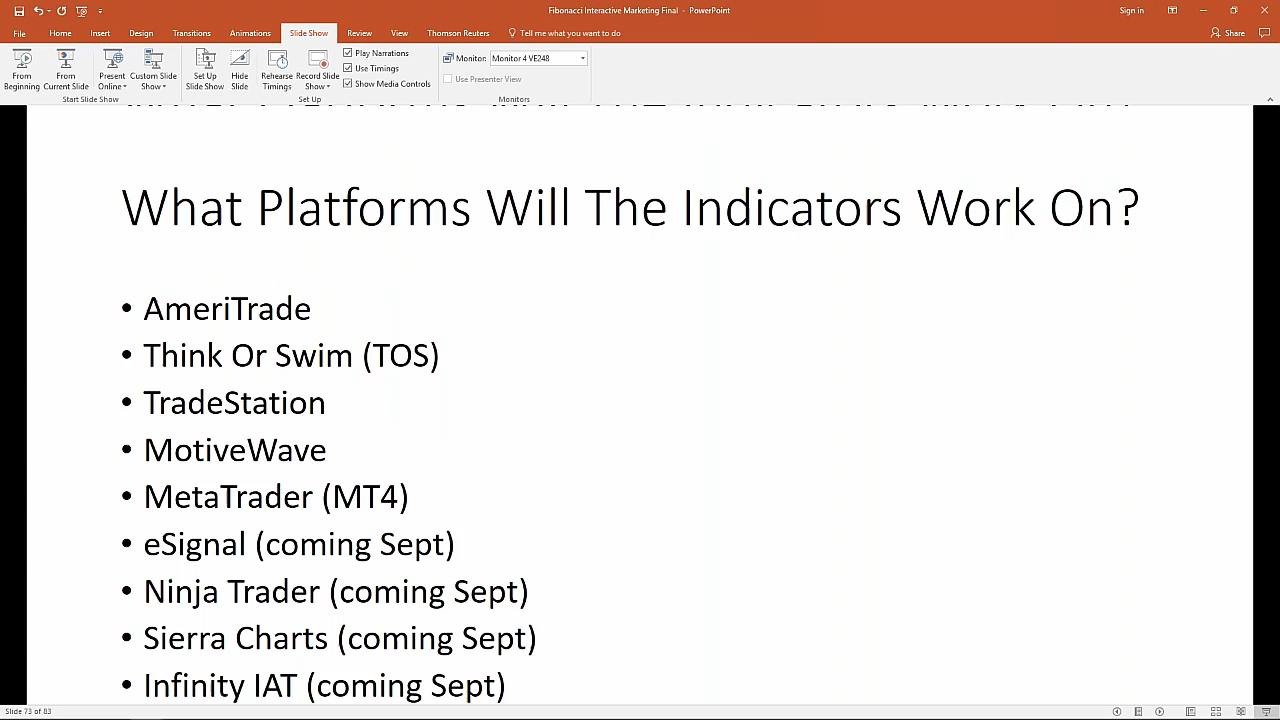 Fibonacci Interactive Marketing Final - PowerPoint
Sign in
File Home Insert Design Transitions Animations Slide Show Review View Thomson Reuters Tell me what you want to do Share
From Beginning
From Current Slide
Present Online
Custom Slide Show
Set Up Slide Show
Hide Slide
Rehearse Timings
Record Slide Show
Play Narrations
Use Timings
Show Media Controls
Monitor: Monitor 4 VE248
Use Presenter View
Start Slide Show
Set Up
Monitors
What Platforms Will The Indicators Work On?
• AmeriTrade
• Think Or Swim (TOS)
• TradeStation
• MotiveWave
• MetaTrader (MT4)
• eSignal (coming Sept)
• Ninja Trader (coming Sept)
• Sierra Charts (coming Sept)
• Infinity IAT (coming Sept)
Slide 73 of 83